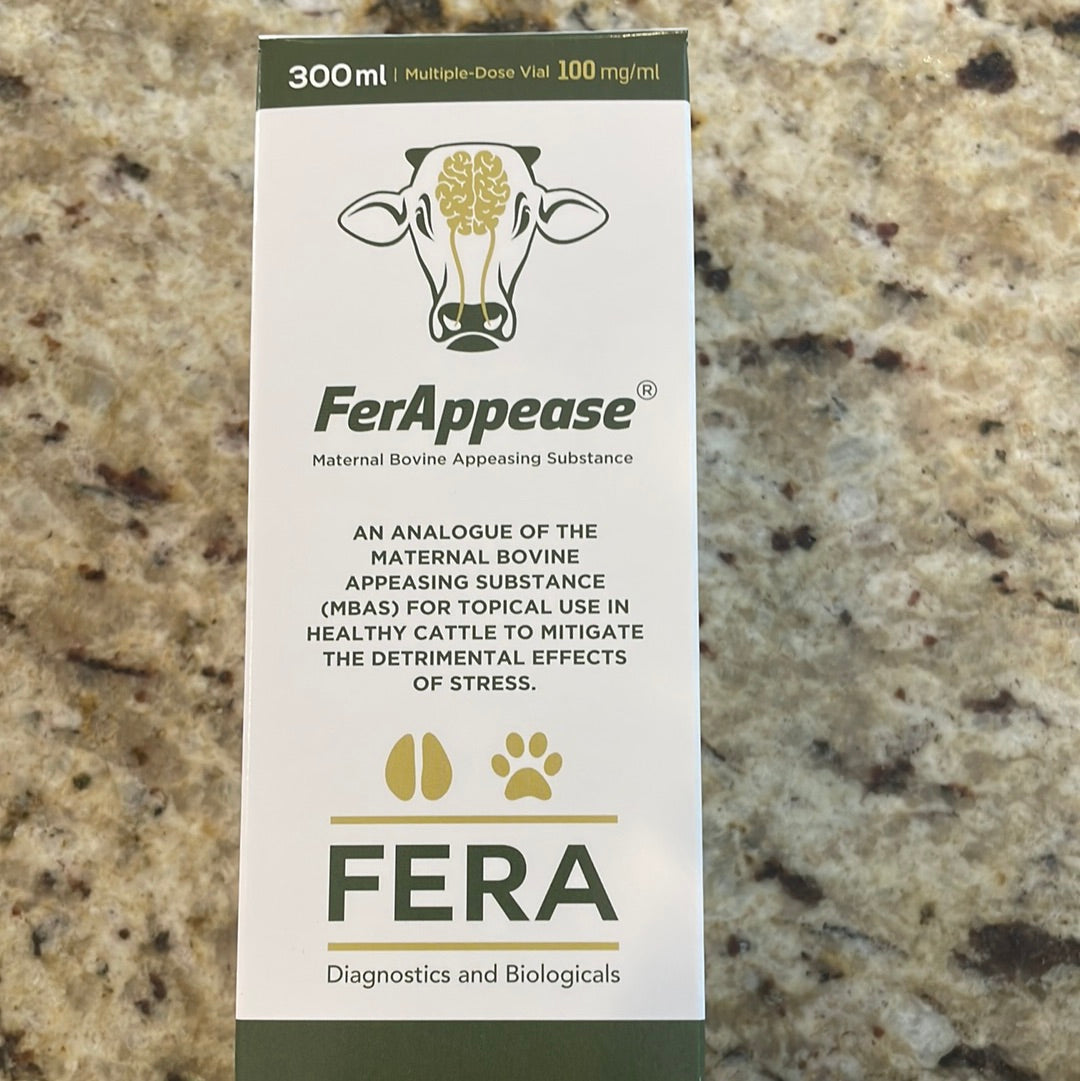 300ml | Multiple-Dose Vial 100 mg/ml
FerAppease®
Maternal Bovine Appeasing Substance
AN ANALOGUE OF THE
MATERNAL BOVINE
APPEASING SUBSTANCE
(MBAS) FOR TOPICAL USE IN
HEALTHY CATTLE TO MITIGATE
THE DETRIMENTAL EFFECTS
OF STRESS.
FERA
Diagnostics and Biologicals